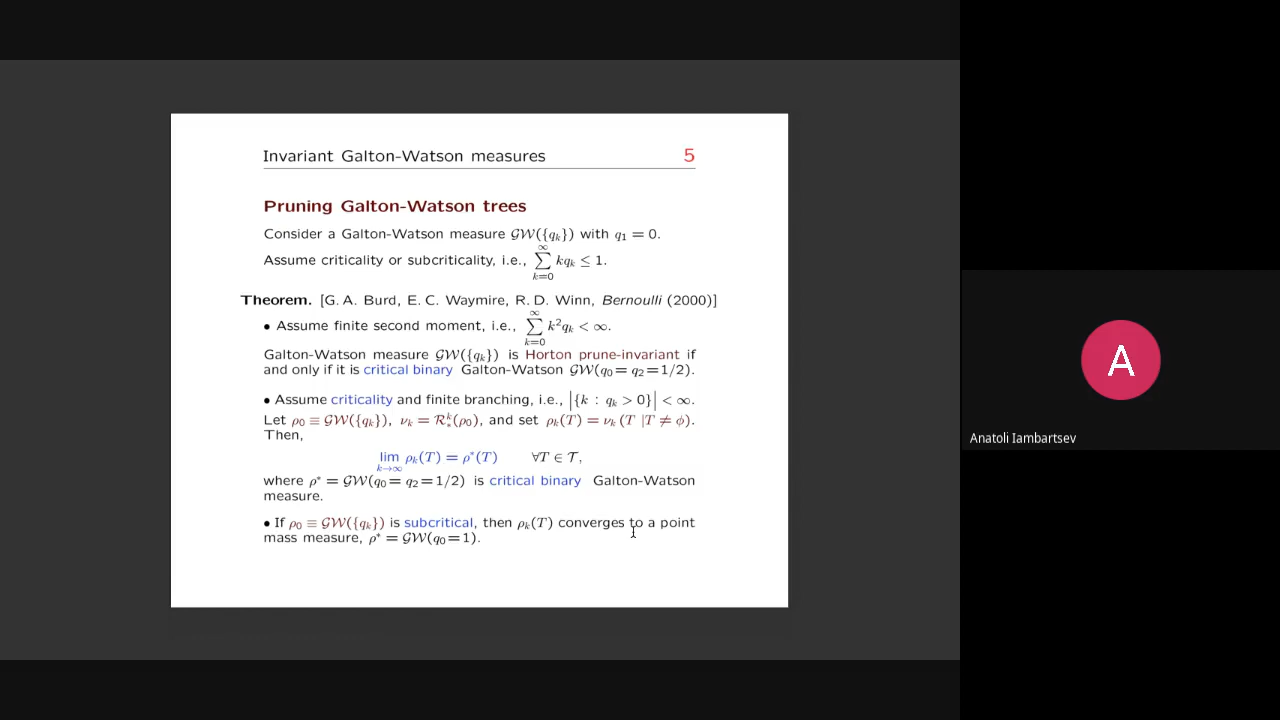 Invariant Galton-Watson measures 5
Pruning Galton-Watson trees
Consider a Galton-Watson measure 𝒢𝒲({q_k}) with q_1 = 0.
Assume criticality or subcriticality, i.e., ∑_{k=0}^{∞} kq_k ≤ 1.
Theorem. [G. A. Burd, E. C. Waymire, R. D. Winn, Bernoulli (2000)]
• Assume finite second moment, i.e., ∑_{k=0}^{∞} k^2 q_k < ∞.
Galton-Watson measure 𝒢𝒲({q_k}) is Horton prune-invariant if
and only if it is critical binary Galton-Watson 𝒢𝒲(q_0 = q_2 = 1/2).
• Assume criticality and finite branching, i.e., |{k : q_k > 0}| < ∞.
Let ρ_0 ≡ 𝒢𝒲({q_k}), ν_k = ℛ_*^k(ρ_0), and set ρ_k(T) = ν_k(T |T ≠ ϕ).
Then,
lim_{k→∞} ρ_k(T) = ρ^*(T) ∀T ∈ 𝒯,
where ρ^* = 𝒢𝒲(q_0 = q_2 = 1/2) is critical binary Galton-Watson
measure.
• If ρ_0 ≡ 𝒢𝒲({q_k}) is subcritical, then ρ_k(T) converges to a point
mass measure, ρ^* = 𝒢𝒲(q_0 = 1).
A
Anatoli Iambartsev